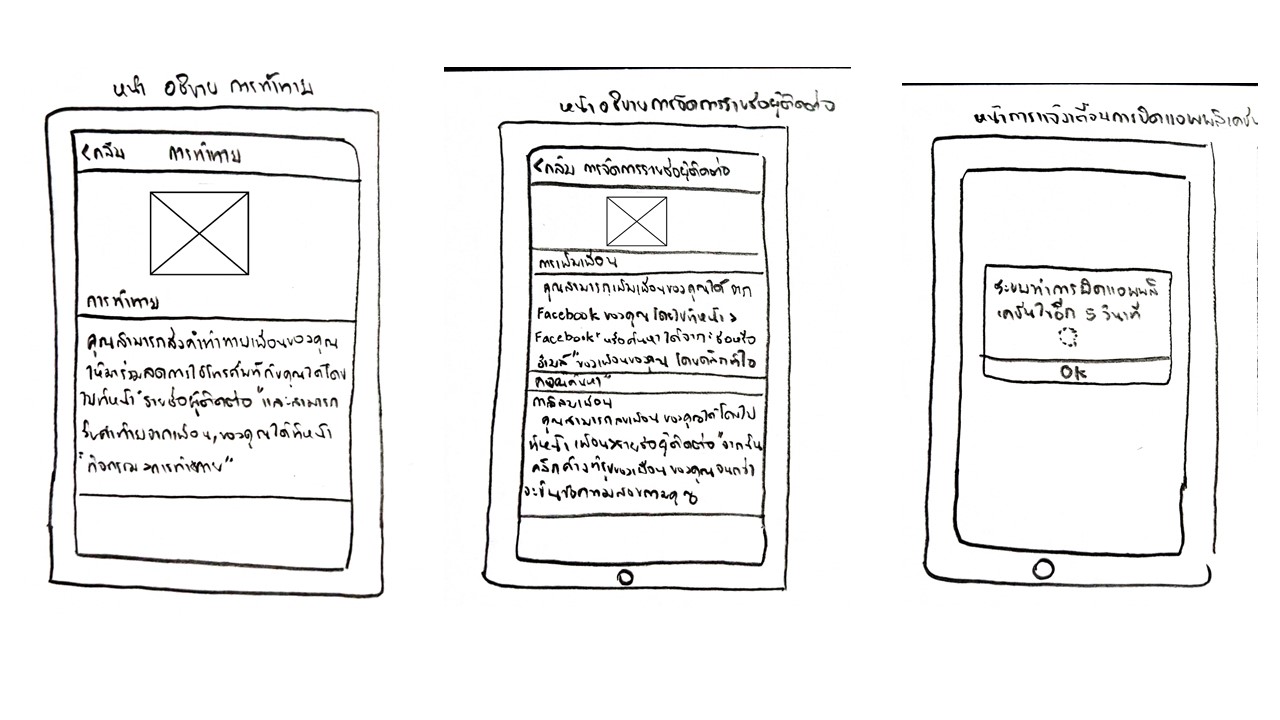 หน้า อธิบาย การท้าทาย
<กลับ การท้าทาย
การท้าทาย
คุณสามารถส่งคำท้าทายเพื่อนของคุณ
ให้มาร่วมลดการใช้โทรศัพท์กับคุณได้โดย
ไปที่หน้า "รายชื่อผู้ติดต่อ" และสามารถ
รับคำท้าทายจากเพื่อน,ของคุณได้ที่หน้า
"กิจกรรม>การท้าทาย"
หน้าอธิบายการจัดการรายชื่อผู้ติดต่อ
<กลับ การจัดการรายชื่อผู้ติดต่อ
การเพิ่มเพื่อน
คุณสามารถเพิ่มเพื่อนของคุณได้ จาก
Facebook ของคุณ โดยไปที่หน้า >
Facebook" หรือค้นหาได้จาก "ชื่อหรือ
อีเมล์" ของเพื่อนของคุณ โดยคลิกที่ไอ
คอนค้นหา"
การลบเพื่อน
คุณสามารถลบเพื่อน ของคุณได้โดยไป
ที่หน้า เพื่อน>รายชื่อผู้ติดต่อ" จากนั้น
คลิกค้างที่รูปของเพื่อน ของคุณจนกว่า
จะขึ้นข้อความสอบถามคุณ
หน้าการแจ้งเตือนการปิดแอพพลิเคชั่น
ระบบทำการปิดแอพพลิ
เคชั่นในอีก 5 วินาที
OK